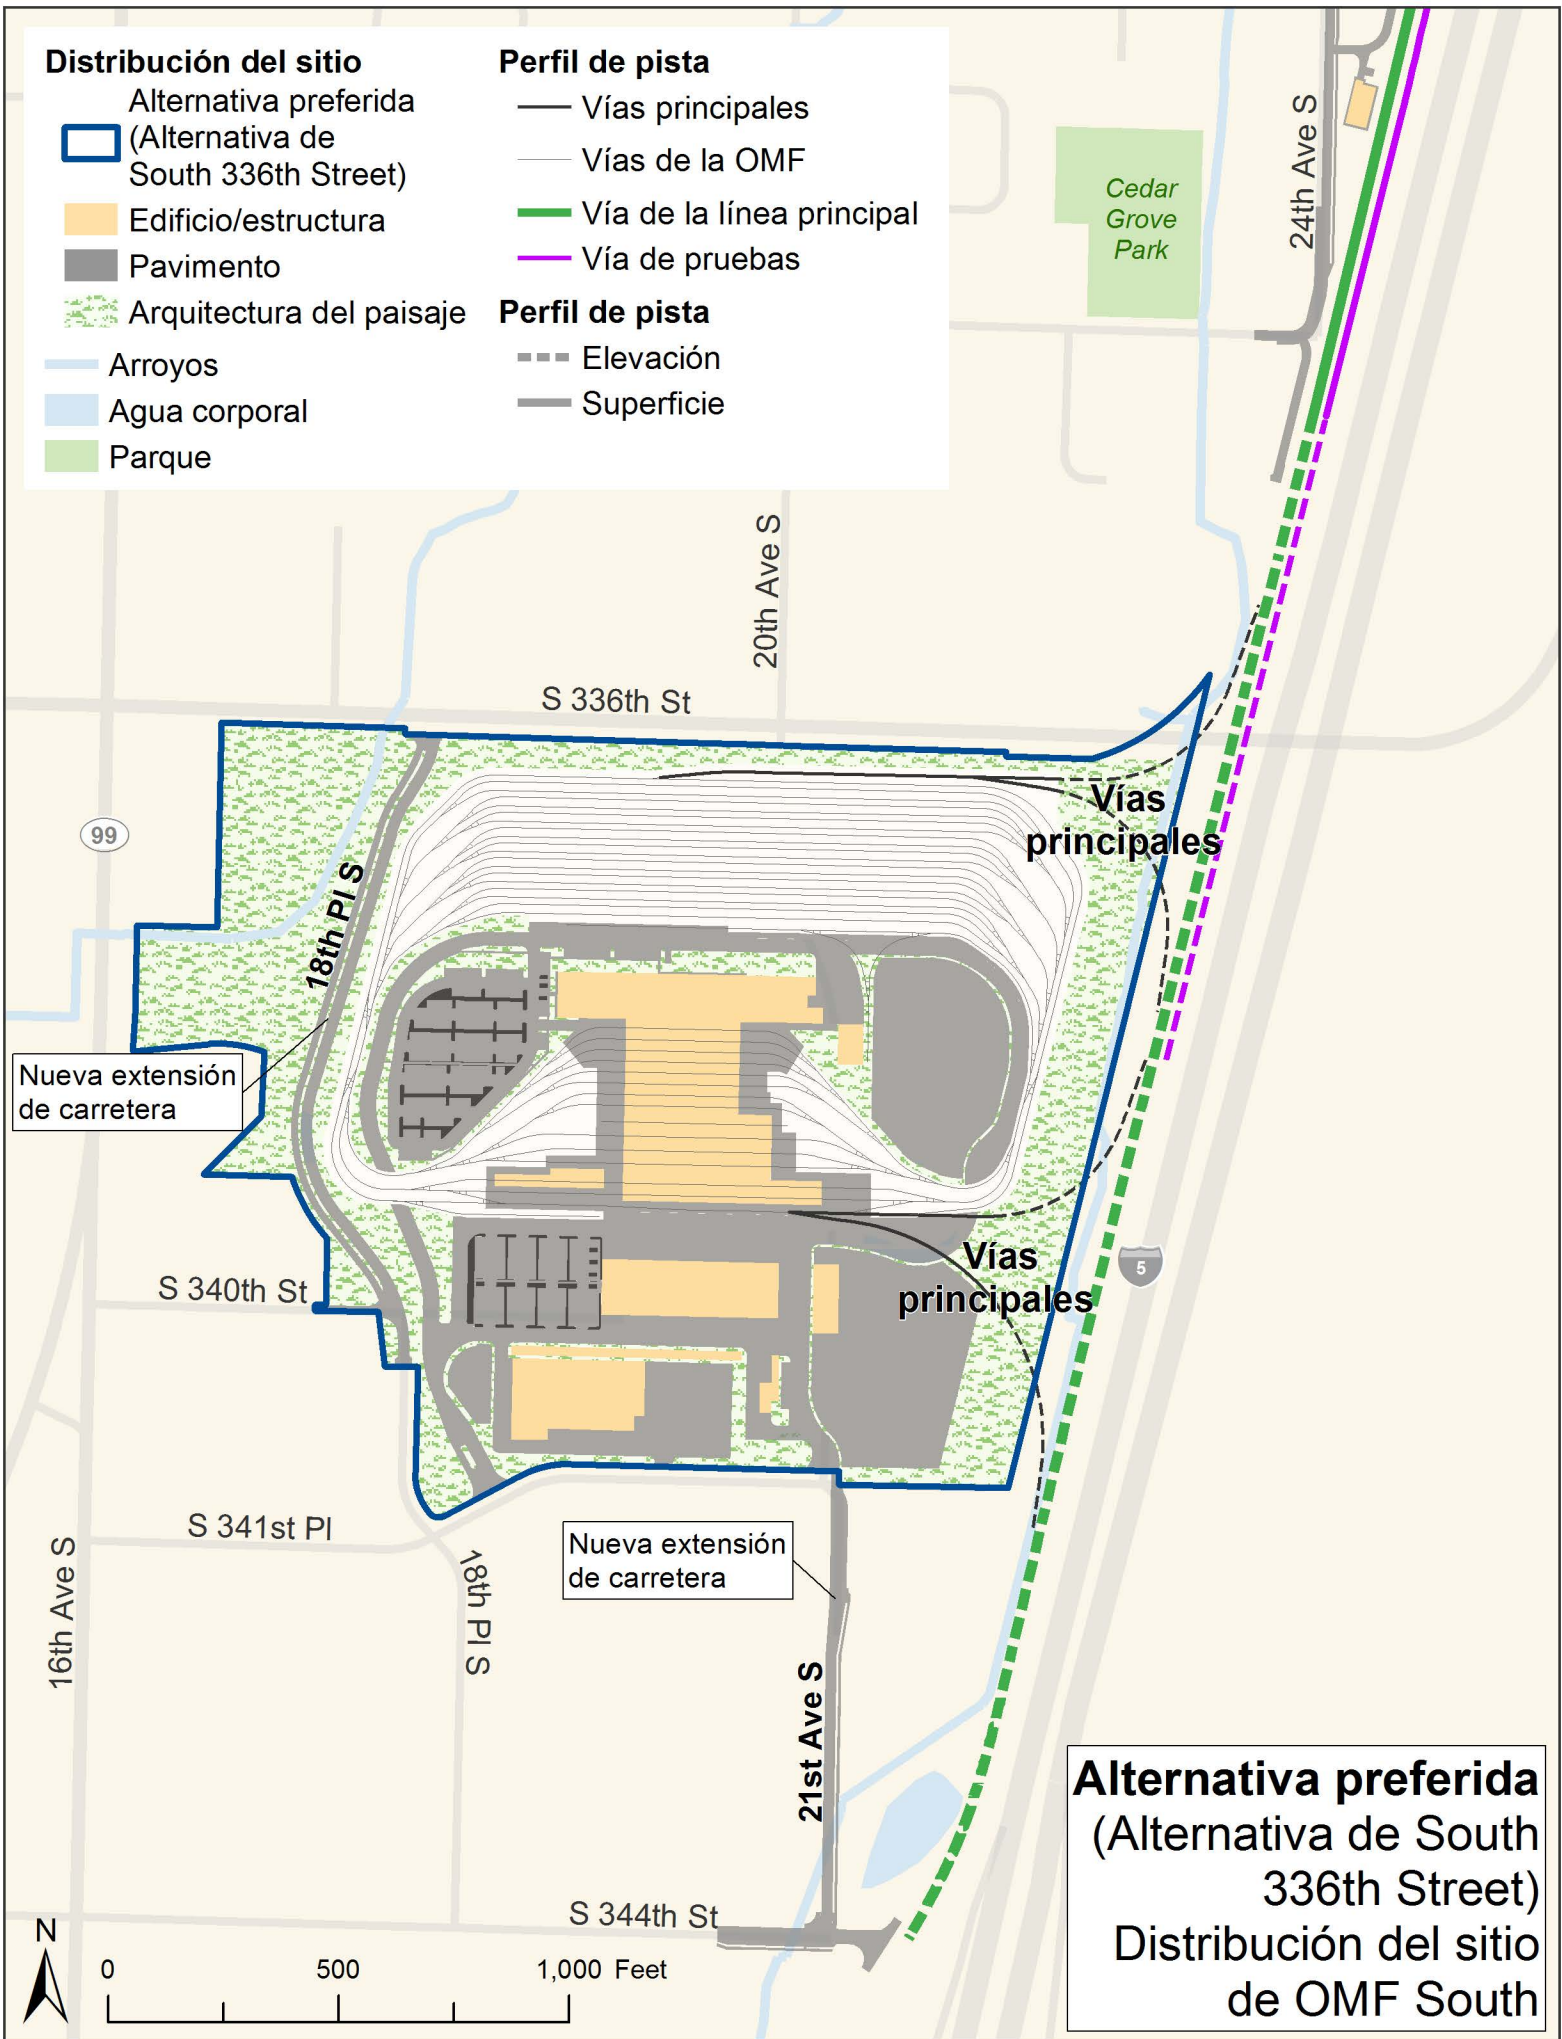 Distribución del sitio
Alternativa preferida
(Alternativa de
South 336th Street)
Edificio/estructura
Pavimento
Arquitectura del paisaje
Arroyos
Agua corporal
Parque
Perfil de pista
Vías principales
Vías de la OMF
Vía de la línea principal
Vía de pruebas
Perfil de pista
Elevación
Superficie
Cedar
Grove
Park
24th Ave S
20th Ave S
S 336th St
99
18th Pl S
Vías
principales
Nueva extensión
de carretera
5
Vías
principales
S 340th St
S 341st Pl
16th Ave S
18th Pl S
Nueva extensión
de carretera
21st Ave S
S 344th St
N
0 500 1,000 Feet
Alternativa preferida
(Alternativa de South
336th Street)
Distribución del sitio
de OMF South